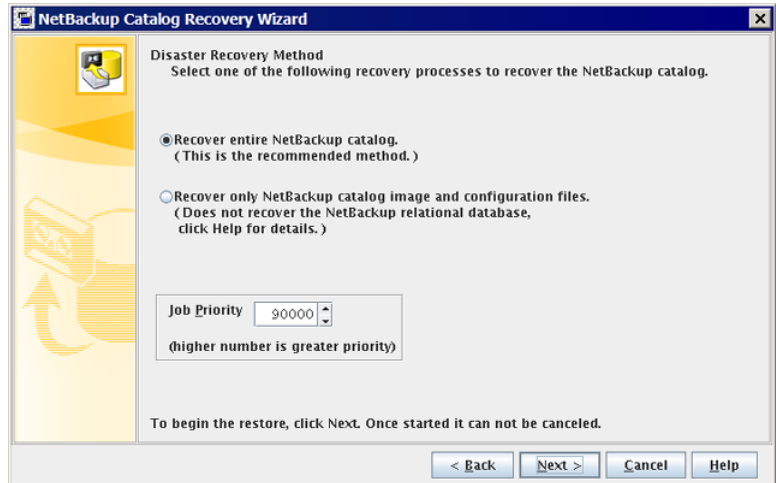 NetBackup Catalog Recovery Wizard
Disaster Recovery Method
Select one of the following recovery processes to recover the NetBackup catalog.
Recover entire NetBackup catalog.
(This is the recommended method.)
Recover only NetBackup catalog image and configuration files.
(Does not recover the NetBackup relational database,
click Help for details.)
Job Priority 90000
(higher number is greater priority)
To begin the restore, click Next. Once started it can not be canceled.
< Back Next > Cancel Help